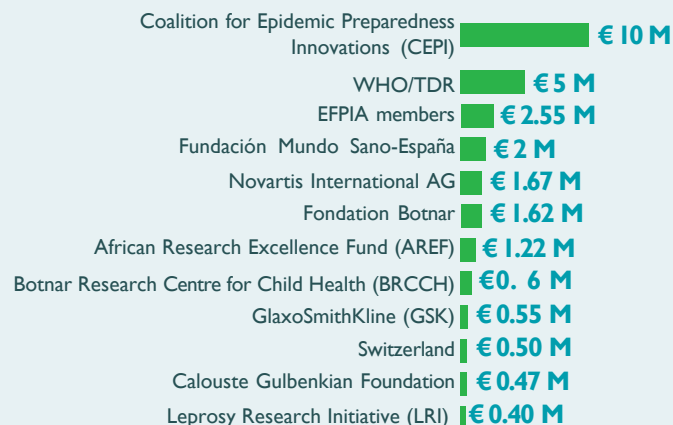 Coalition for Epidemic Preparedness
Innovations (CEPI) € 10 M
WHO/TDR € 5 M
EFPIA members € 2.55 M
Fundación Mundo Sano-España € 2 M
Novartis International AG € 1.67 M
Fondation Botnar € 1.62 M
African Research Excellence Fund (AREF) € 1.22 M
Botnar Research Centre for Child Health (BRCCH) €0. 6 M
GlaxoSmithKline (GSK) € 0.55 M
Switzerland € 0.50 M
Calouste Gulbenkian Foundation € 0.47 M
Leprosy Research Initiative (LRI) € 0.40 M